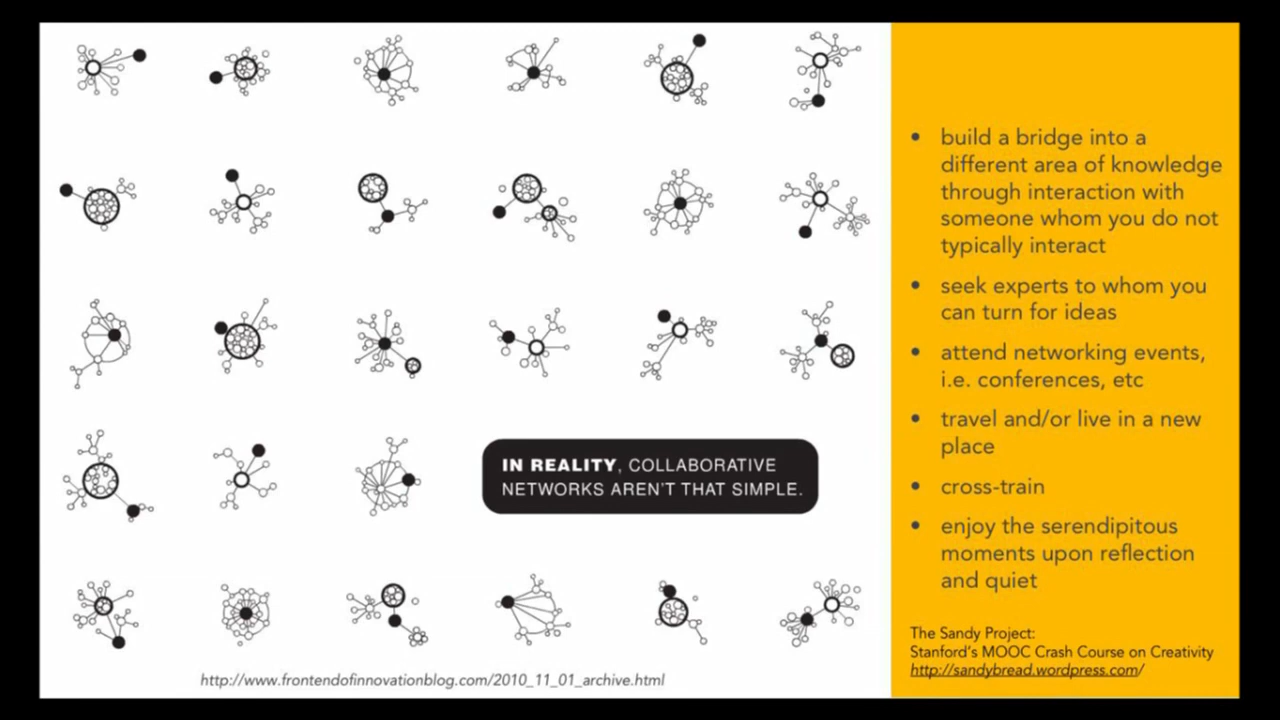 IN REALITY, COLLABORATIVE
NETWORKS AREN'T THAT SIMPLE.
http://www.frontendofinnovationblog.com/2010_11_01_archive.html
• build a bridge into a
different area of knowledge
through interaction with
someone whom you do not
typically interact
• seek experts to whom you
can turn for ideas
• attend networking events,
i.e. conferences, etc
• travel and/or live in a new
place
• cross-train
• enjoy the serendipitous
moments upon reflection
and quiet
The Sandy Project:
Stanford's MOOC Crash Course on Creativity
http://sandybread.wordpress.com/